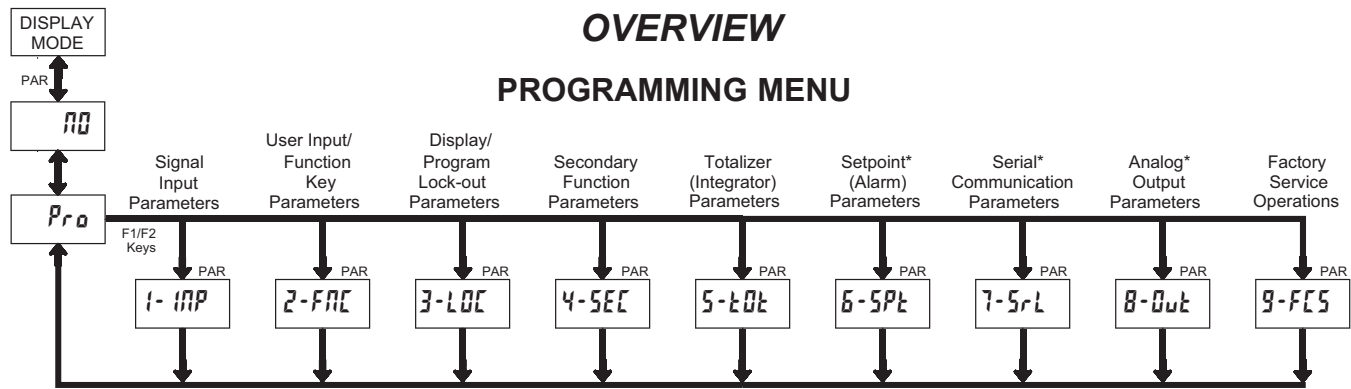 OVERVIEW
PROGRAMMING MENU
DISPLAY
MODE
PAR
NO
Pro
F1/F2
Keys
Signal
Input
Parameters
PAR
1-INP
User Input/
Function
Key
Parameters
PAR
2-FNC
Display/
Program
Lock-out
Parameters
PAR
3-LOC
Secondary
Function
Parameters
PAR
4-SEC
Totalizer
(Integrator)
Parameters
PAR
5-tOt
Setpoint*
(Alarm)
Parameters
PAR
6-SPt
Serial*
Communication
Parameters
PAR
7-SrL
Analog*
Output
Parameters
PAR
8-Out
Factory
Service
Operations
PAR
9-FCS